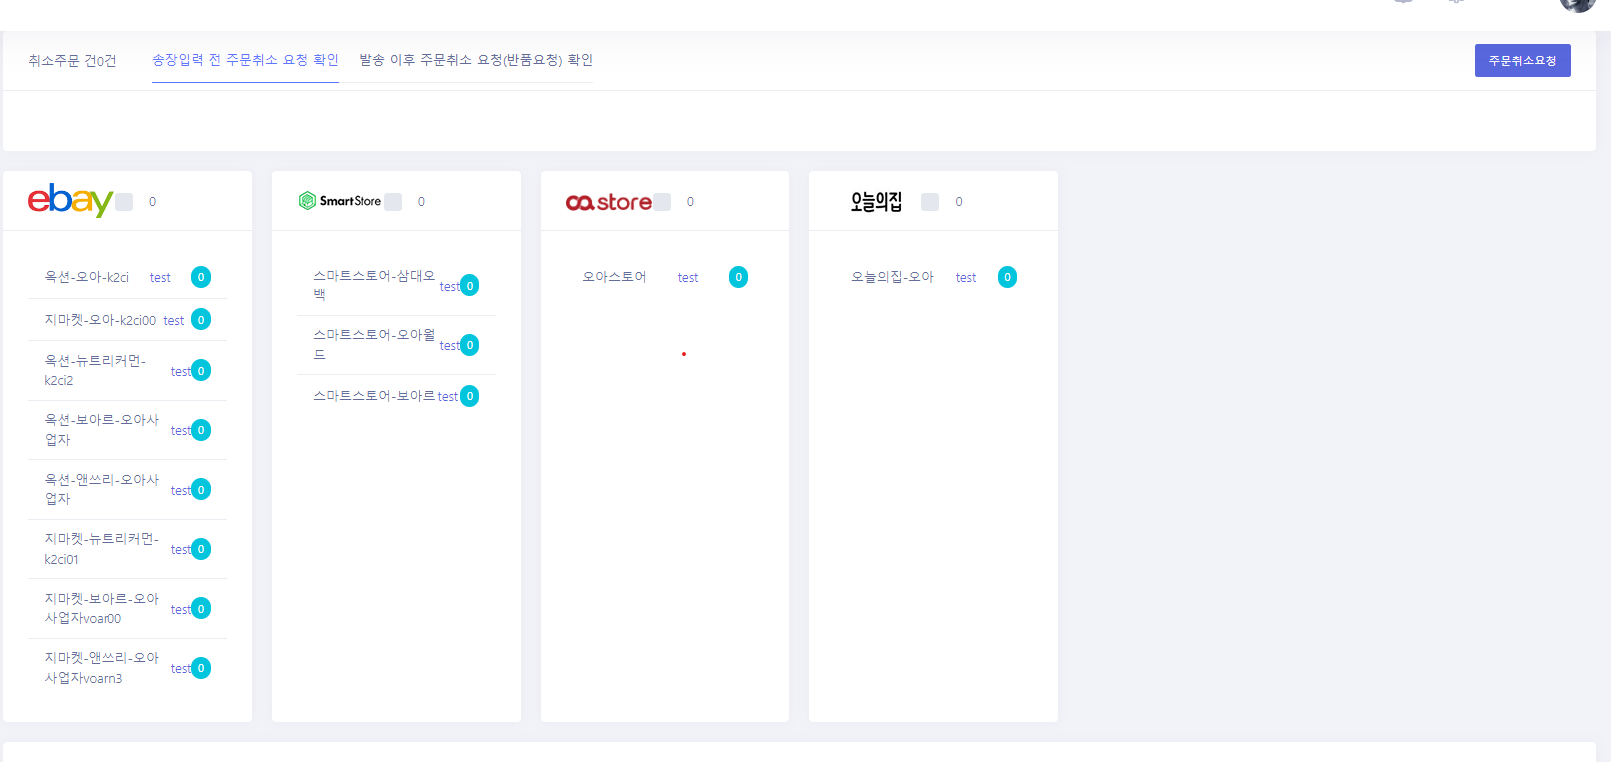 취소주문 건0건 송장입력 전 주문취소 요청 확인 발송 이후 주문취소 요청(반품요청) 확인 주문취소요청
ebay 0
옥션-오아-k2ci test 0
지마켓-오아-k2ci00 test 0
옥션-뉴트리커먼-
k2ci2 test 0
옥션-보아르-오아사
업자 test 0
옥션-앤쓰리-오아사
업자 test 0
지마켓-뉴트리커먼-
k2ci01 test 0
지마켓-보아르-오아
사업자voar00 test 0
지마켓-앤쓰리-오아
사업자voarn3 test 0
SmartStore 0
스마트스토어-삼대오
백 test 0
스마트스토어-오아월
드 test 0
스마트스토어-보아르 test 0
oa store 0
오아스토어 test 0
오늘의집 0
오늘의집-오아 test 0